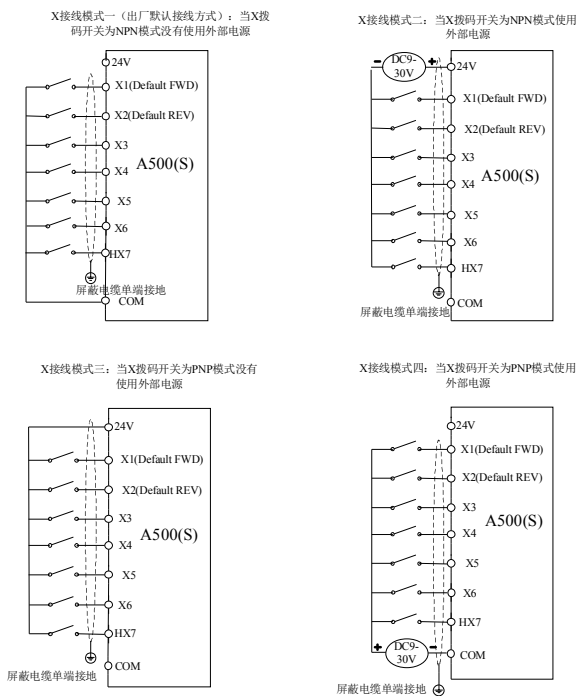 X接线模式一（出厂默认接线方式）：当X拨
码开关为NPN模式没有使用外部电源
24V
X1(Default FWD)
X2(Default REV)
X3
A500(S)
X4
X5
X6
HX7
屏蔽电缆单端接地
COM
X接线模式二：当X拨码开关为NPN模式使用
外部电源
-
DC9-
30V
+
24V
X1(Default FWD)
X2(Default REV)
X3
A500(S)
X4
X5
X6
HX7
屏蔽电缆单端接地
COM
X接线模式三：当X拨码开关为PNP模式没有
使用外部电源
24V
X1(Default FWD)
X2(Default REV)
X3
A500(S)
X4
X5
X6
HX7
屏蔽电缆单端接地
COM
X接线模式四：当X拨码开关为PNP模式使用
外部电源
24V
X1(Default FWD)
X2(Default REV)
X3
A500(S)
X4
X5
X6
HX7
+
DC9-
30V
-
COM
屏蔽电缆单端接地